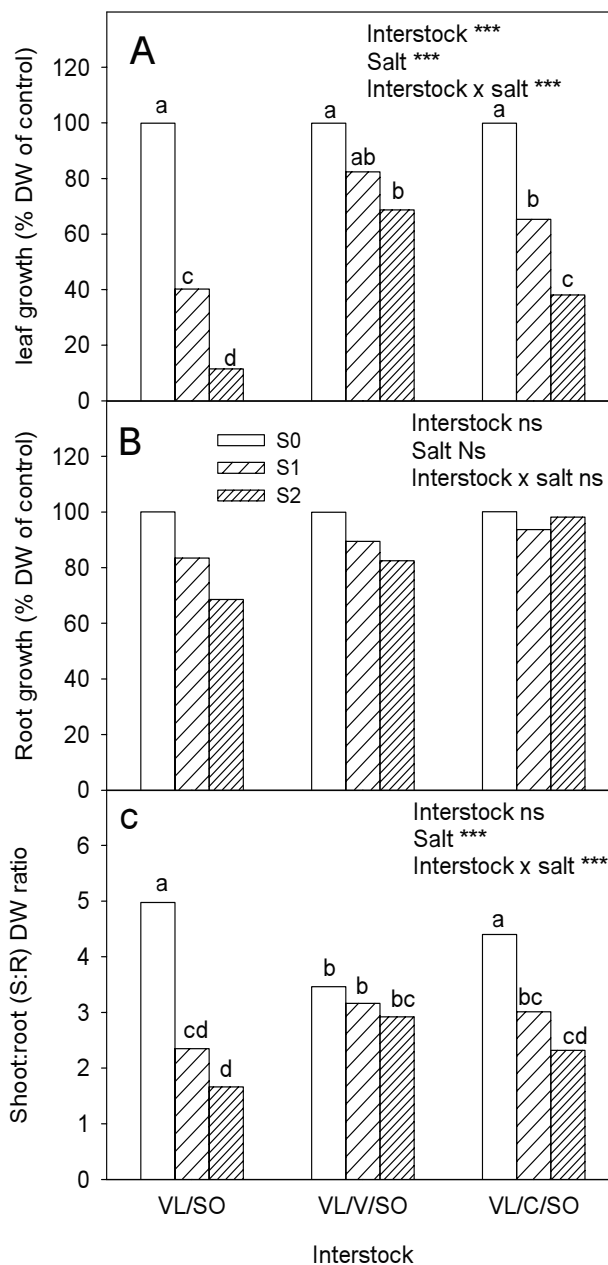 A
Interstock ***
Salt ***
Interstock x salt ***
leaf growth (% DW of control)
120
100
80
60
40
20
0
a
c
d
a
ab
b
a
b
c
B
S0
S1
S2
Interstock ns
Salt Ns
Interstock x salt ns
Root growth (% DW of control)
120
100
80
60
40
20
0
c
Interstock ns
Salt ***
Interstock x salt ***
Shoot:root (S:R) DW ratio
6
5
4
3
2
1
0
a
cd
d
b
b
bc
a
bc
cd
VL/SO
VL/V/SO
VL/C/SO
Interstock